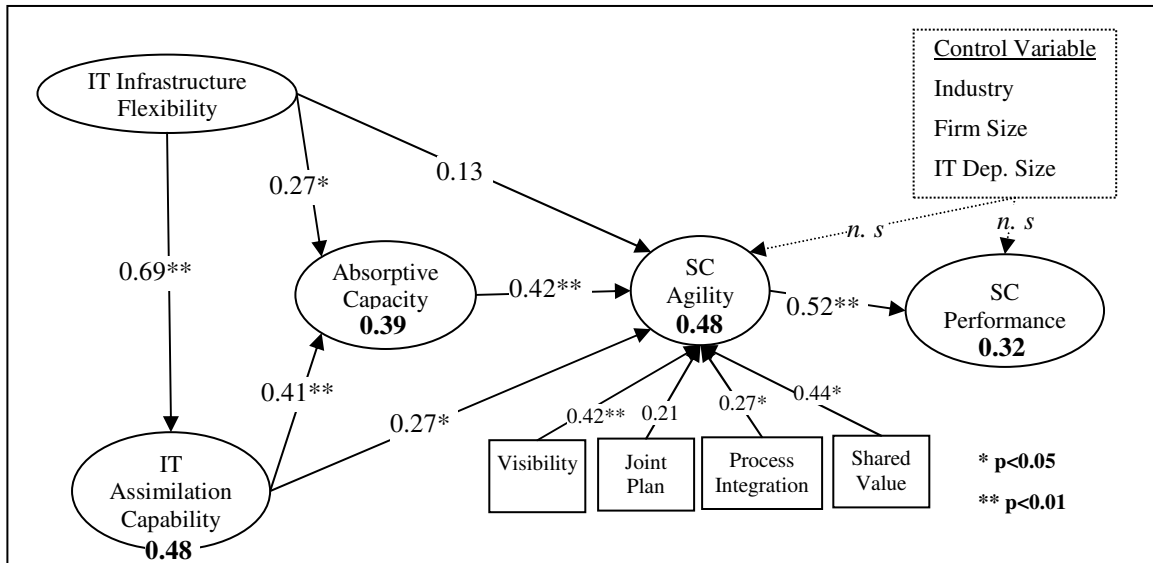 IT Infrastructure
Flexibility
Control Variable
Industry
Firm Size
IT Dep. Size
0.27*
0.13
n. s
n. s
0.69**
Absorptive
Capacity
0.39
0.42**
SC
Agility
0.48
0.52**
SC
Performance
0.32
0.41**
0.27*
0.42**
0.21
0.27*
0.44*
IT
Assimilation
Capability
0.48
Visibility
Joint
Plan
Process
Integration
Shared
Value
* p<0.05
** p<0.01